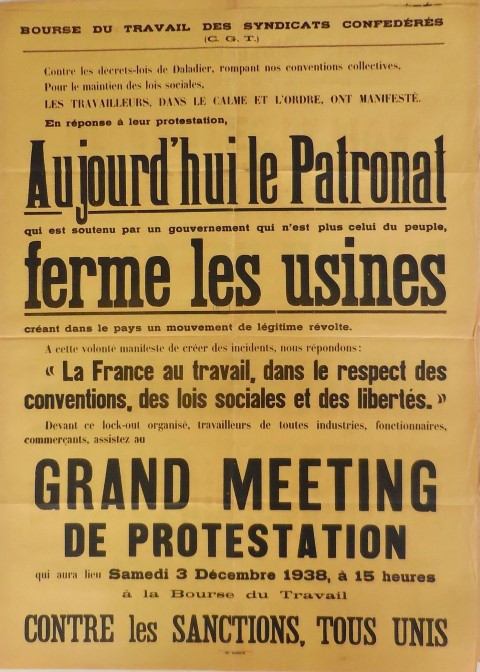 BOURSE DU TRAVAIL DES SYNDICATS CONFEDÉRÉS
(C. G. T.)
Contre les décrets-lois de Daladier, rompant nos conventions collectives,
Pour le maintien des lois sociales,
LES TRAVAILLEURS, DANS LE CALME ET L'ORDRE, ONT MANIFESTÉ.
En réponse à leur protestation,
Aujourd'hui le Patronat
qui est soutenu par un gouvernement qui n'est plus celui du peuple,
ferme les usines
créant dans le pays un mouvement de légitime révolte.
A cette volonté manifeste de créer des incidents, nous répondons :
« La France au travail, dans le respect des
conventions, des lois sociales et des libertés. »
Devant ce lock-out organisé, travailleurs de toutes industries, fonctionnaires,
commerçants, assistez au
GRAND MEETING
DE PROTESTATION
qui aura lieu Samedi 3 Décembre 1938, à 15 heures
à la Bourse du Travail
CONTRE les SANCTIONS, TOUS UNIS